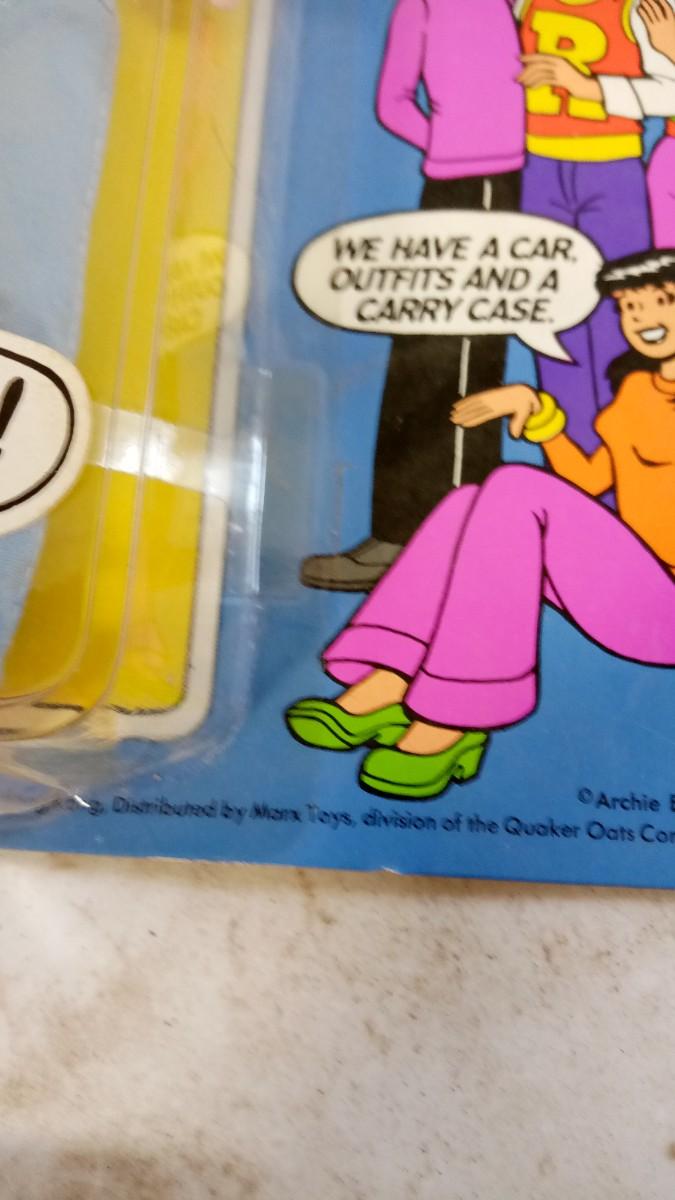 R
WE HAVE A CAR,
OUTFITS AND A
CARRY CASE.
!
©Archie
Distributed by Marx Toys, division of the Quaker Oats